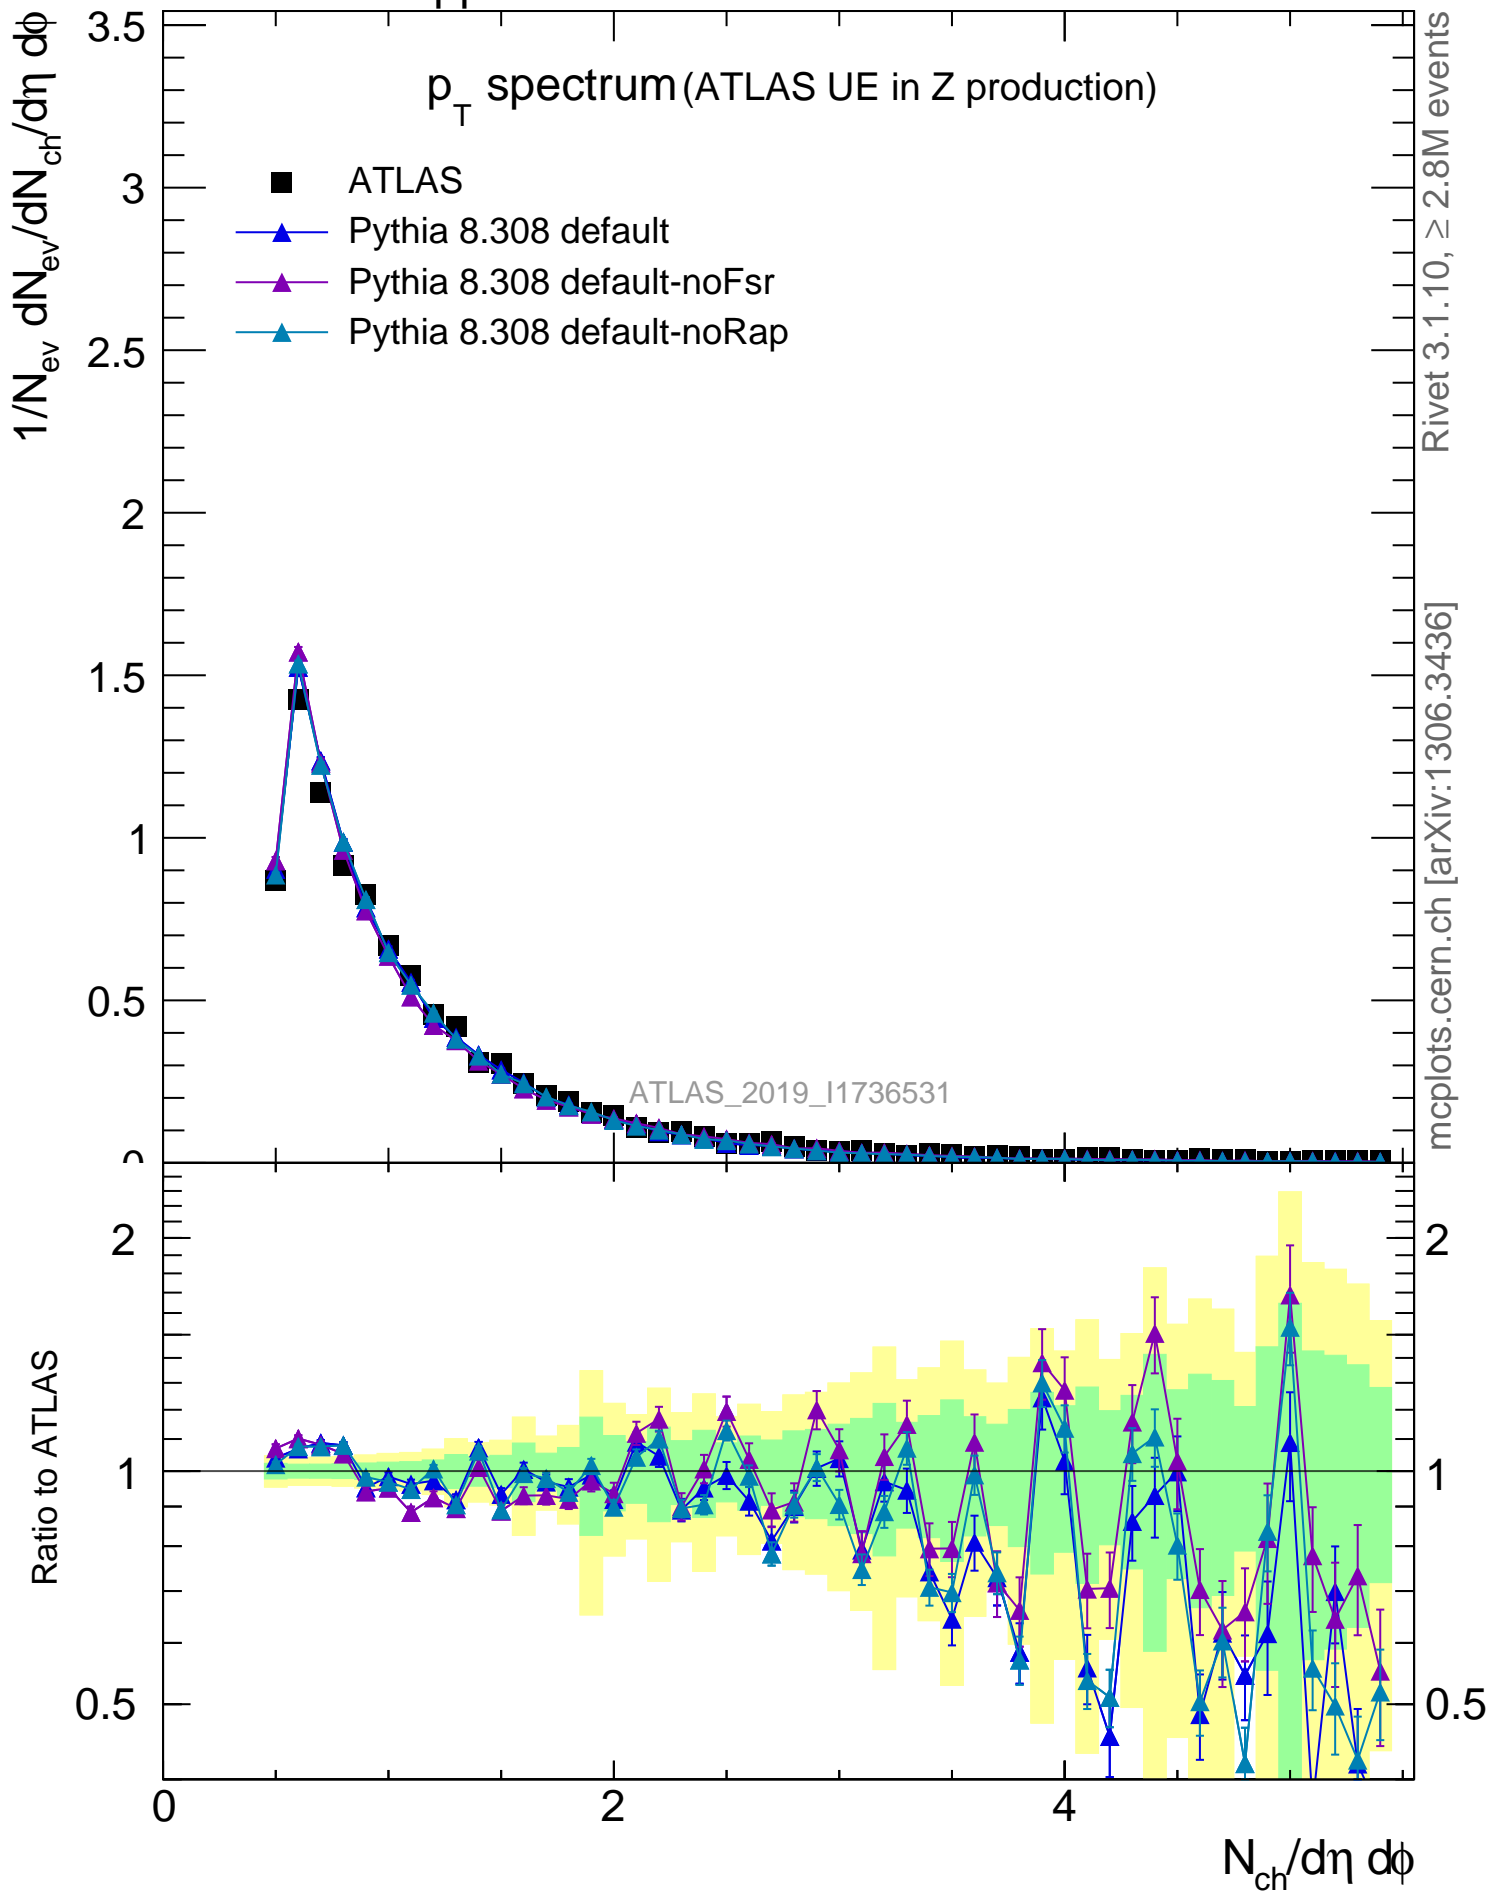 p_T spectrum (ATLAS UE in Z production)
1/N_ev dN_ev/dN_ch/dη dϕ
3.5
3
2.5
2
1.5
1
0.5
0
ATLAS
Pythia 8.308 default
Pythia 8.308 default-noFsr
Pythia 8.308 default-noRap
ATLAS_2019_I1736531
Rivet 3.1.10, ≥ 2.8M events
mcplots.cern.ch [arXiv:1306.3436]
Ratio to ATLAS
2
1
0.5
2
1
0.5
0
2
4
N_ch/dη dϕ